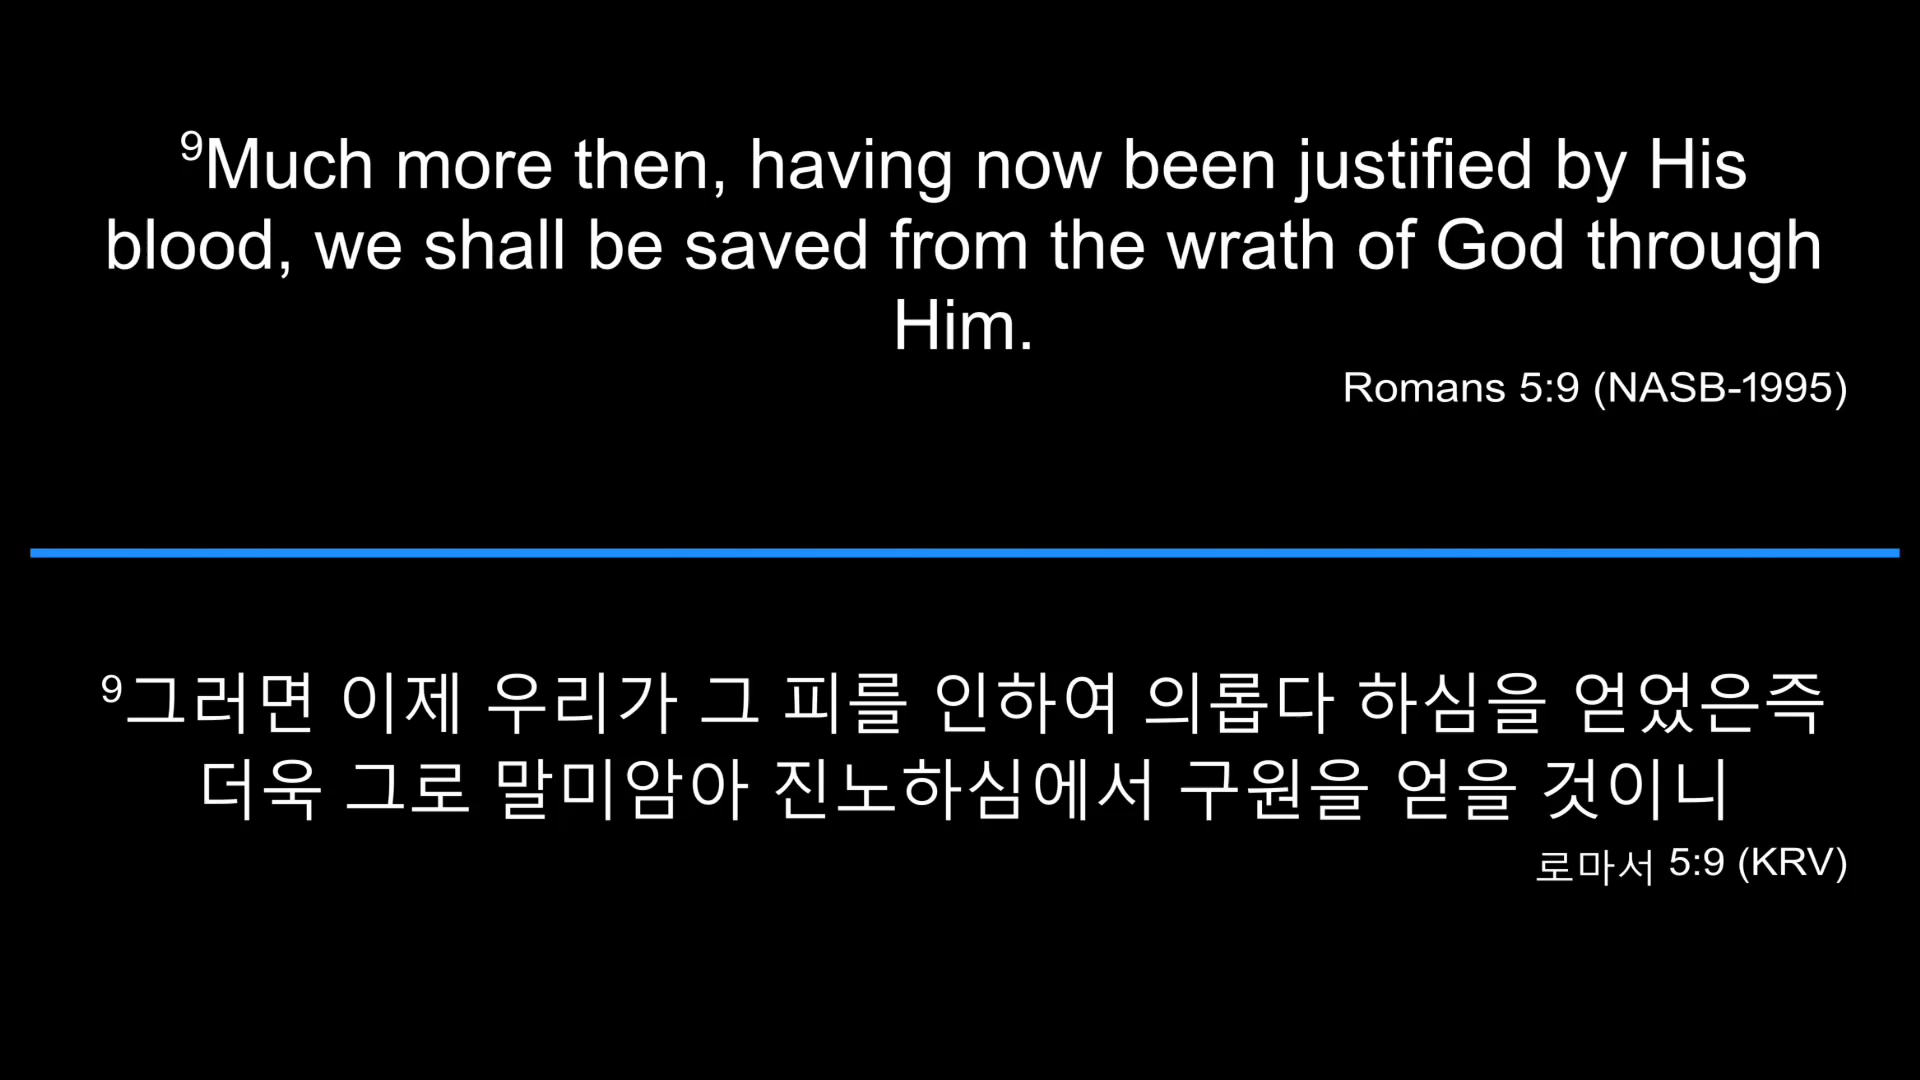 ⁹Much more then, having now been justified by His
blood, we shall be saved from the wrath of God through
Him.
Romans 5:9 (NASB-1995)
⁹그러면 이제 우리가 그 피를 인하여 의롭다 하심을 얻었은즉
더욱 그로 말미암아 진노하심에서 구원을 얻을 것이니
로마서 5:9 (KRV)